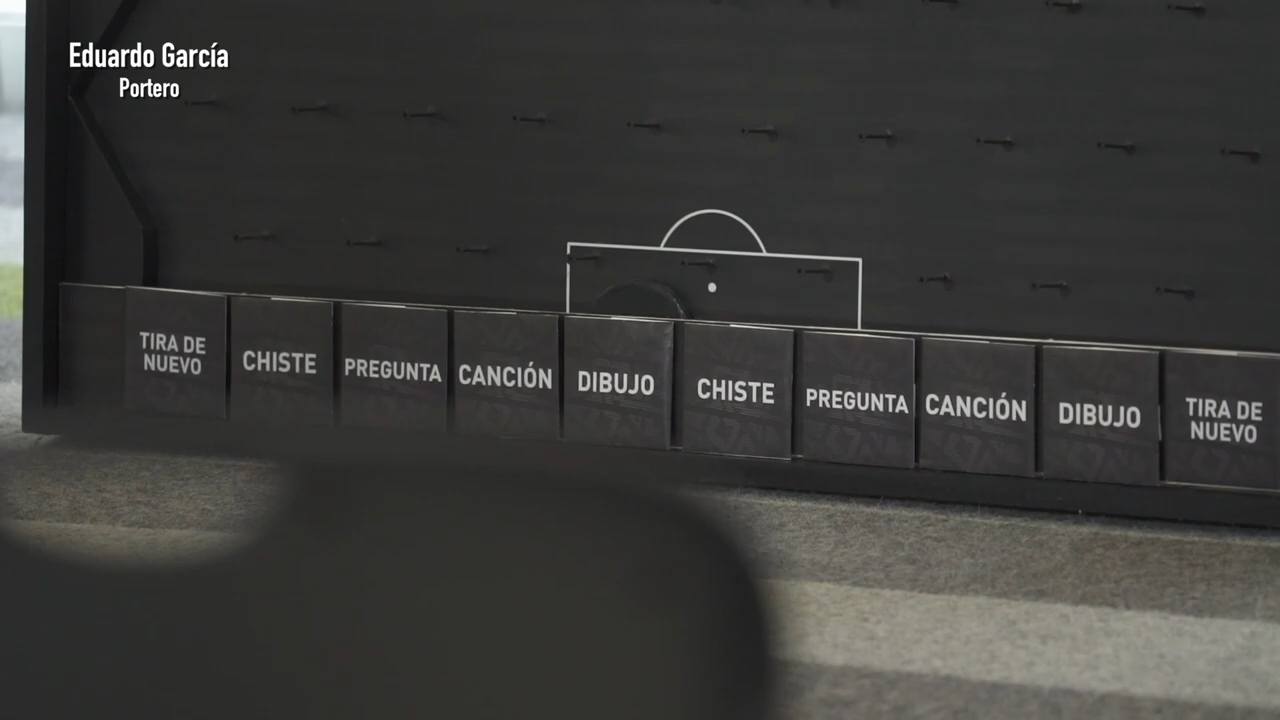 Eduardo García
Portero
TIRA DE
NUEVO
CHISTE
PREGUNTA
CANCIÓN
DIBUJO
CHISTE
PREGUNTA
CANCIÓN
DIBUJO
TIRA DE
NUEVO